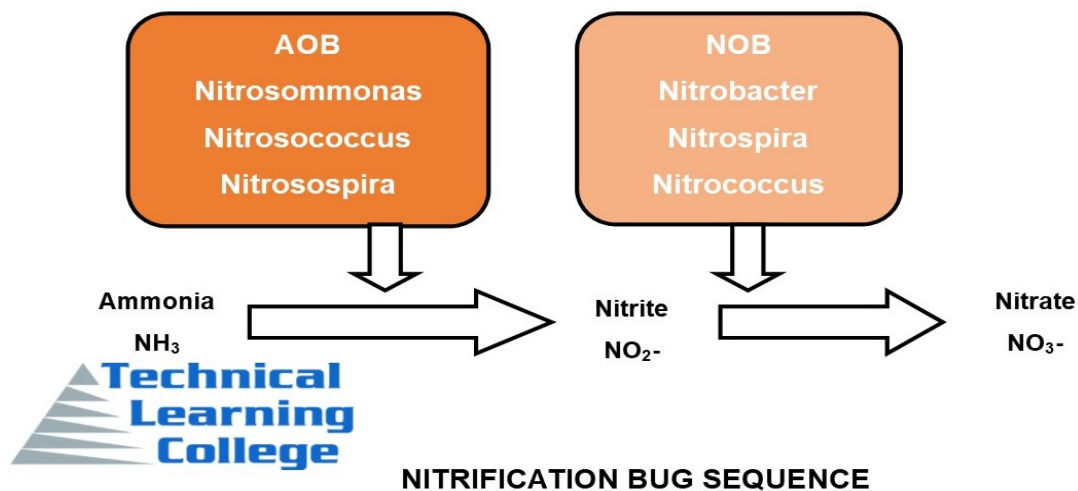 AOB
Nitrosommonas
Nitrosococcus
Nitrosospira
NOB
Nitrobacter
Nitrospira
Nitrococcus
Ammonia
NH₃
Nitrite
NO₂-
Nitrate
NO₃-
Technical
Learning
College
NITRIFICATION BUG SEQUENCE